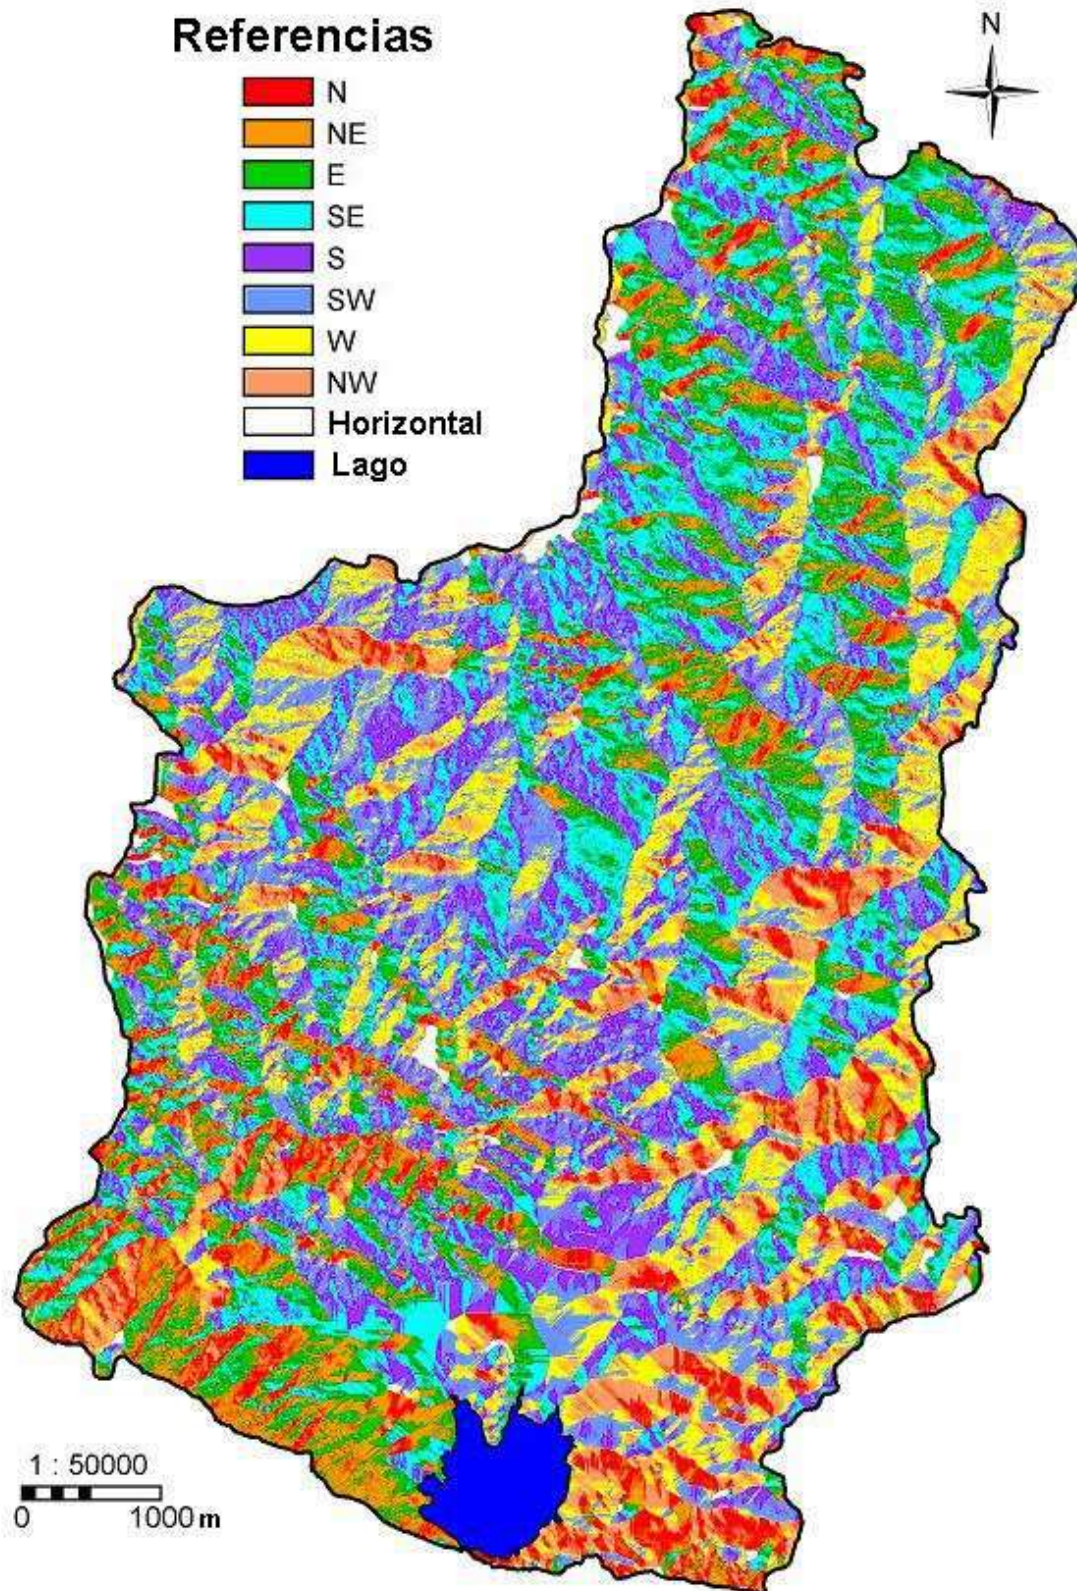 Referencias
N
N
NE
E
SE
S
SW
W
NW
Horizontal
Lago
1 : 50000
0 1000 m